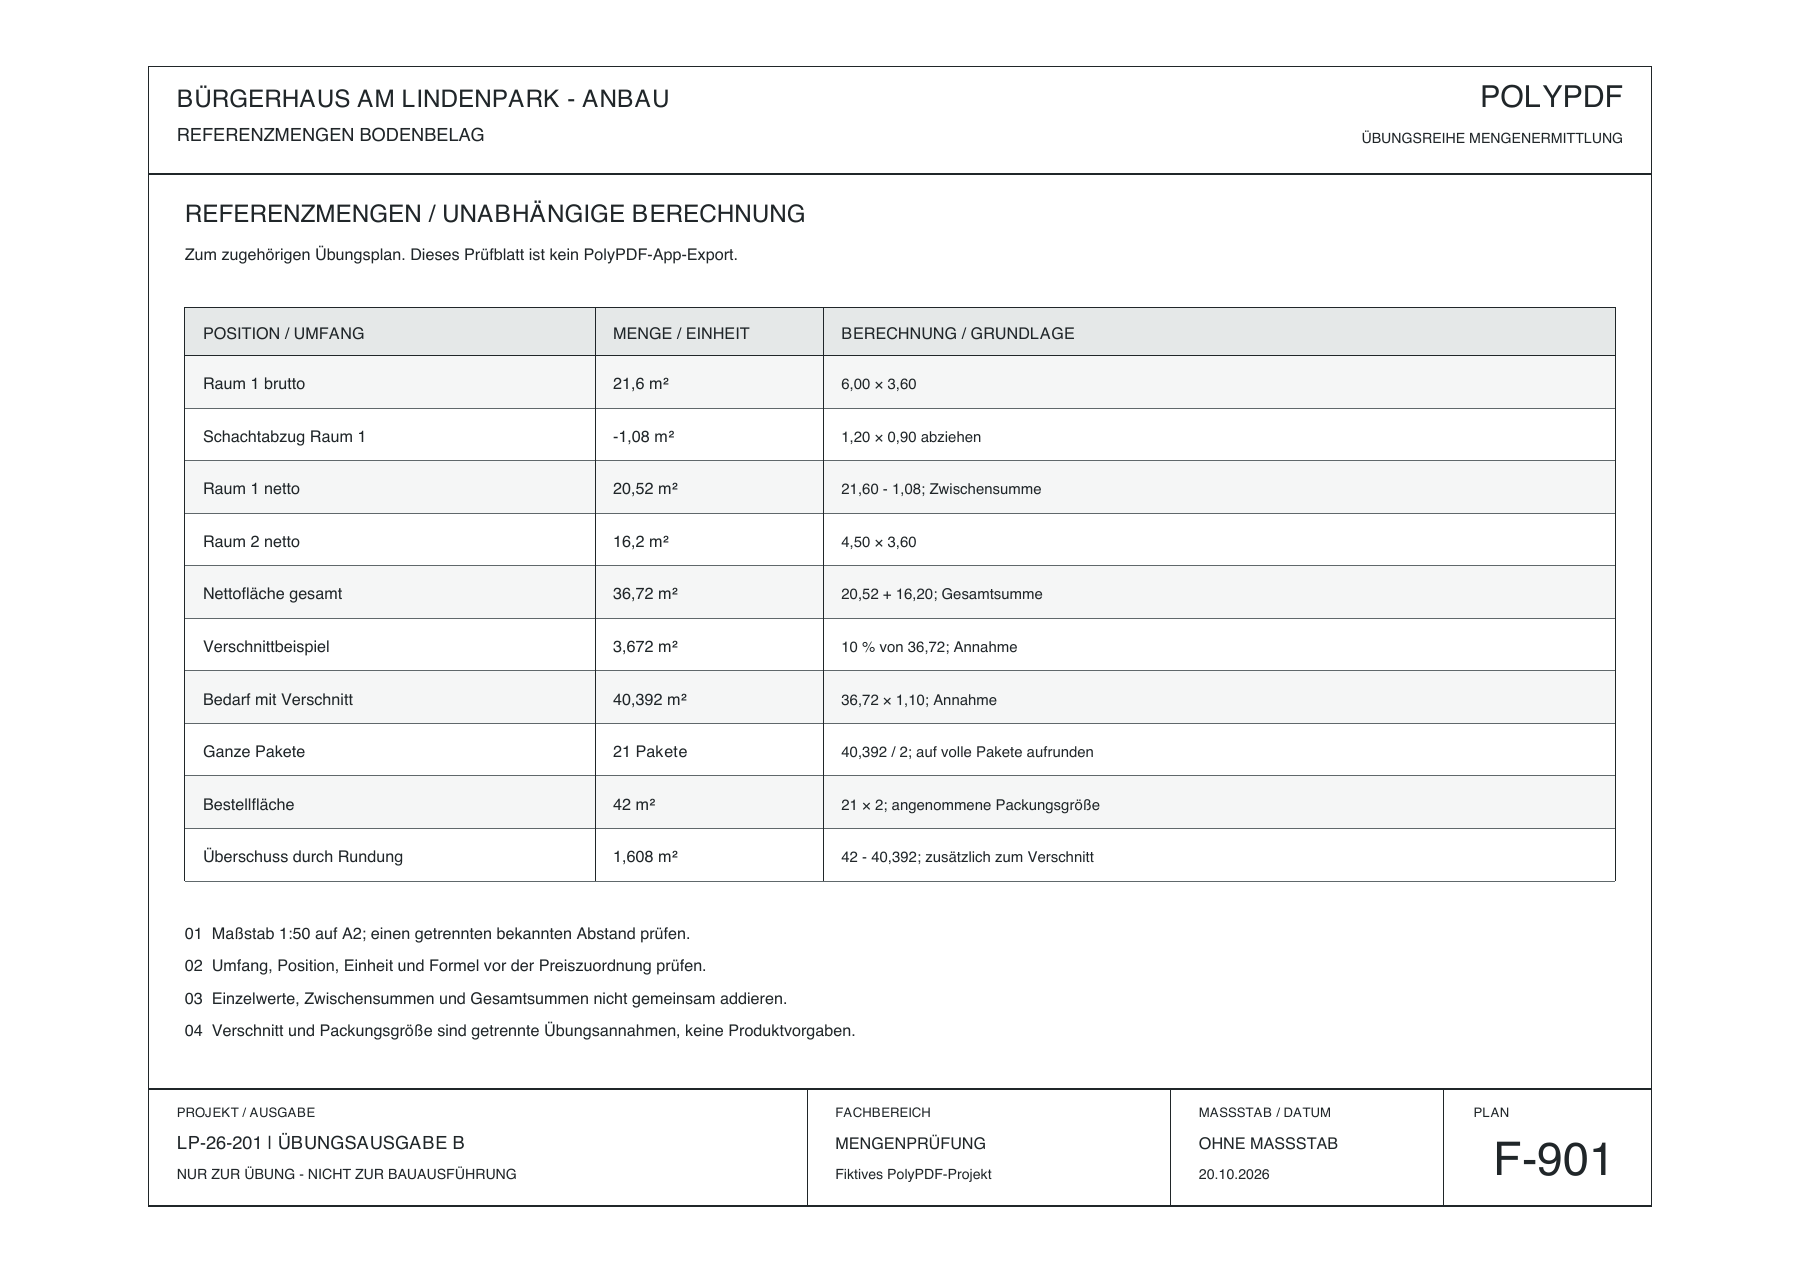 BÜRGERHAUS AM LINDENPARK - ANBAU
REFERENZMENGEN BODENBELAG
POLYPDF
ÜBUNGSREIHE MENGENERMITTLUNG
REFERENZMENGEN / UNABHÄNGIGE BERECHNUNG
Zum zugehörigen Übungsplan. Dieses Prüfblatt ist kein PolyPDF-App-Export.
POSITION / UMFANG MENGE / EINHEIT BERECHNUNG / GRUNDLAGE
Raum 1 brutto 21,6 m² 6,00 × 3,60
Schachtabzug Raum 1 -1,08 m² 1,20 × 0,90 abziehen
Raum 1 netto 20,52 m² 21,60 - 1,08; Zwischensumme
Raum 2 netto 16,2 m² 4,50 × 3,60
Nettofläche gesamt 36,72 m² 20,52 + 16,20; Gesamtsumme
Verschnittbeispiel 3,672 m² 10 % von 36,72; Annahme
Bedarf mit Verschnitt 40,392 m² 36,72 × 1,10; Annahme
Ganze Pakete 21 Pakete 40,392 / 2; auf volle Pakete aufrunden
Bestellfläche 42 m² 21 × 2; angenommene Packungsgröße
Überschuss durch Rundung 1,608 m² 42 - 40,392; zusätzlich zum Verschnitt
01 Maßstab 1:50 auf A2; einen getrennten bekannten Abstand prüfen.
02 Umfang, Position, Einheit und Formel vor der Preiszuordnung prüfen.
03 Einzelwerte, Zwischensummen und Gesamtsummen nicht gemeinsam addieren.
04 Verschnitt und Packungsgröße sind getrennte Übungsannahmen, keine Produktvorgaben.
PROJEKT / AUSGABE
LP-26-201 | ÜBUNGSAUSGABE B
NUR ZUR ÜBUNG - NICHT ZUR BAUAUSFÜHRUNG
FACHBEREICH
MENGENPRÜFUNG
Fiktives PolyPDF-Projekt
MASSSTAB / DATUM
OHNE MASSSTAB
20.10.2026
PLAN
F-901